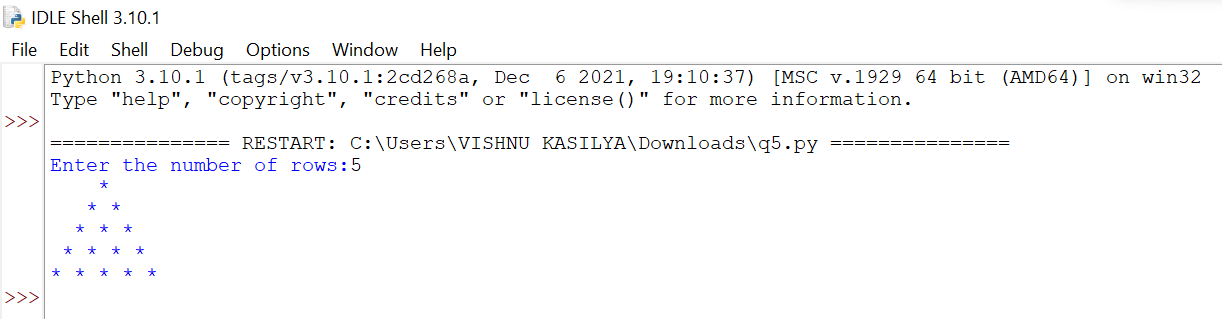 IDLE Shell 3.10.1
File Edit Shell Debug Options Window Help
Python 3.10.1 (tags/v3.10.1:2cd268a, Dec  6 2021, 19:10:37) [MSC v.1929 64 bit (AMD64)] on win32
Type "help", "copyright", "credits" or "license()" for more information.
>>>
=============== RESTART: C:\Users\VISHNU KASILYA\Downloads\q5.py ===============
Enter the number of rows:5
    *
   * *
  * * *
 * * * *
* * * * *
>>>